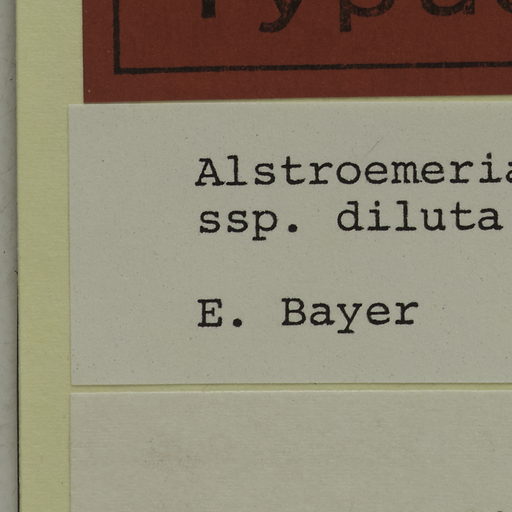 Alstroemeria
ssp. diluta
E. Bayer